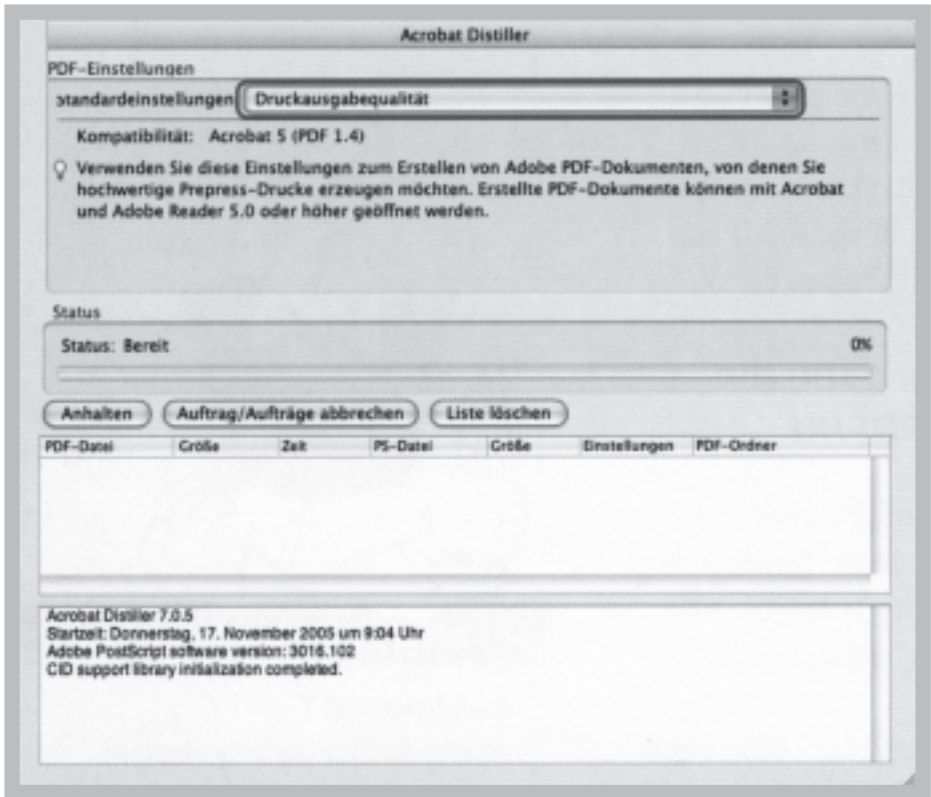 Acrobat Distiller
PDF-Einstellungen
Standardeinstellungen Druckausgabequalität
Kompatibilität: Acrobat 5 (PDF 1.4)
Verwenden Sie diese Einstellungen zum Erstellen von Adobe PDF-Dokumenten, von denen Sie
hochwertige Prepress-Drucke erzeugen möchten. Erstellte PDF-Dokumente können mit Acrobat
und Adobe Reader 5.0 oder höher geöffnet werden.
Status
Status: Bereit 0%
Anhalten Auftrag/Aufträge abbrechen Liste löschen
PDF-Datei Größe Zeit PS-Datei Größe Einstellungen PDF-Ordner
Acrobat Distiller 7.0.5
Startzeit: Donnerstag, 17. November 2005 um 9:04 Uhr
Adobe PostScript software version: 3016.102
CID support library initialization completed.